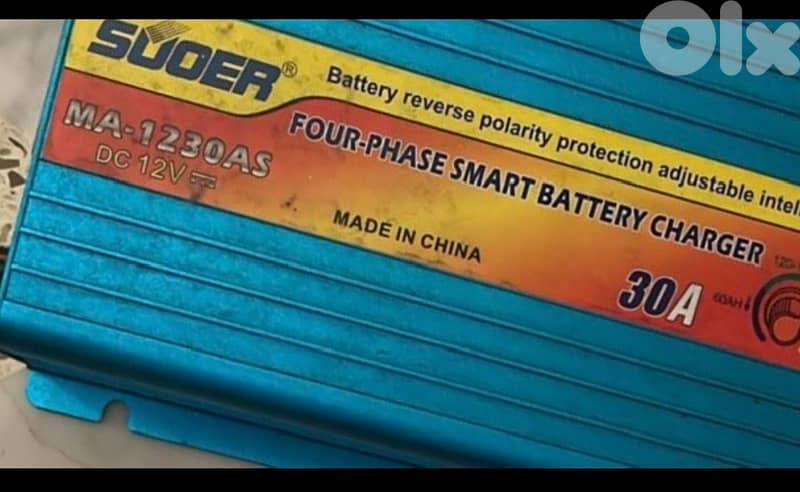 OLX
SUOER®
Battery reverse polarity protection adjustable
MA-1230AS
FOUR-PHASE SMART BATTERY CHARGER
DC 12V
MADE IN CHINA
30A
60AH